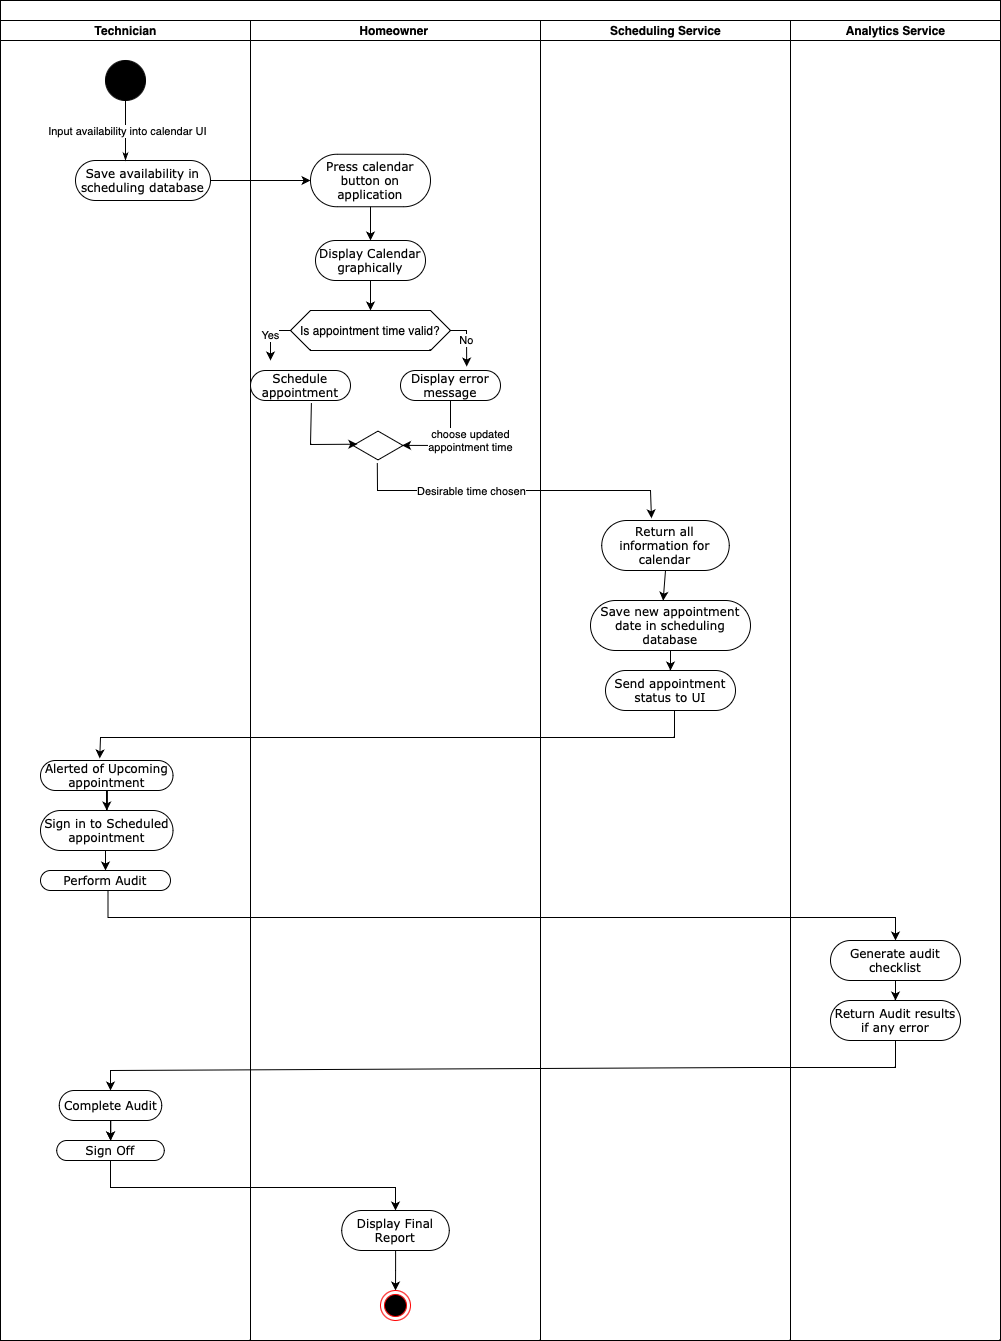 Technician
Homeowner
Scheduling Service
Analytics Service
Input availability into calendar UI
Save availability in
scheduling database
Press calendar
button on
application
Display Calendar
graphically
Is appointment time valid?
Yes
No
Schedule
appointment
Display error
message
choose updated
appointment time
Desirable time chosen
Return all
information for
calendar
Save new appointment
date in scheduling
database
Send appointment
status to UI
Alerted of Upcoming
appointment
Sign in to Scheduled
appointment
Perform Audit
Generate audit
checklist
Return Audit results
if any error
Complete Audit
Sign Off
Display Final
Report